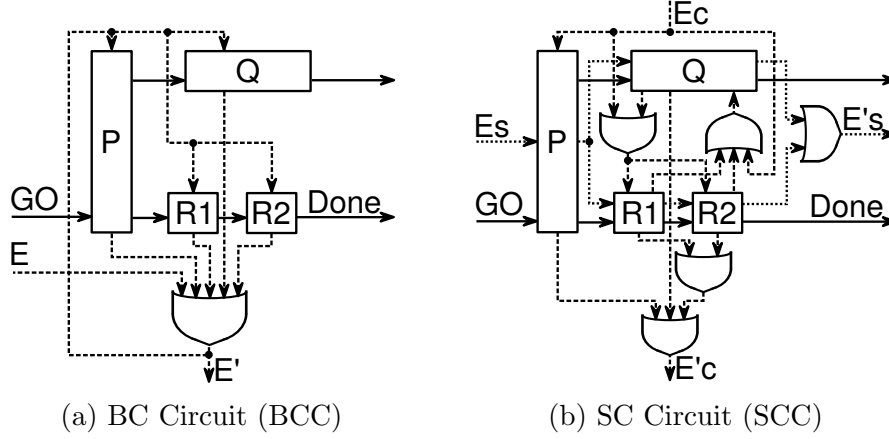 Q
P
R1
R2
GO
Done
E
E'
(a) BC Circuit (BCC)
Ec
Q
Es
P
E's
GO
R1
R2
Done
E'c
(b) SC Circuit (SCC)